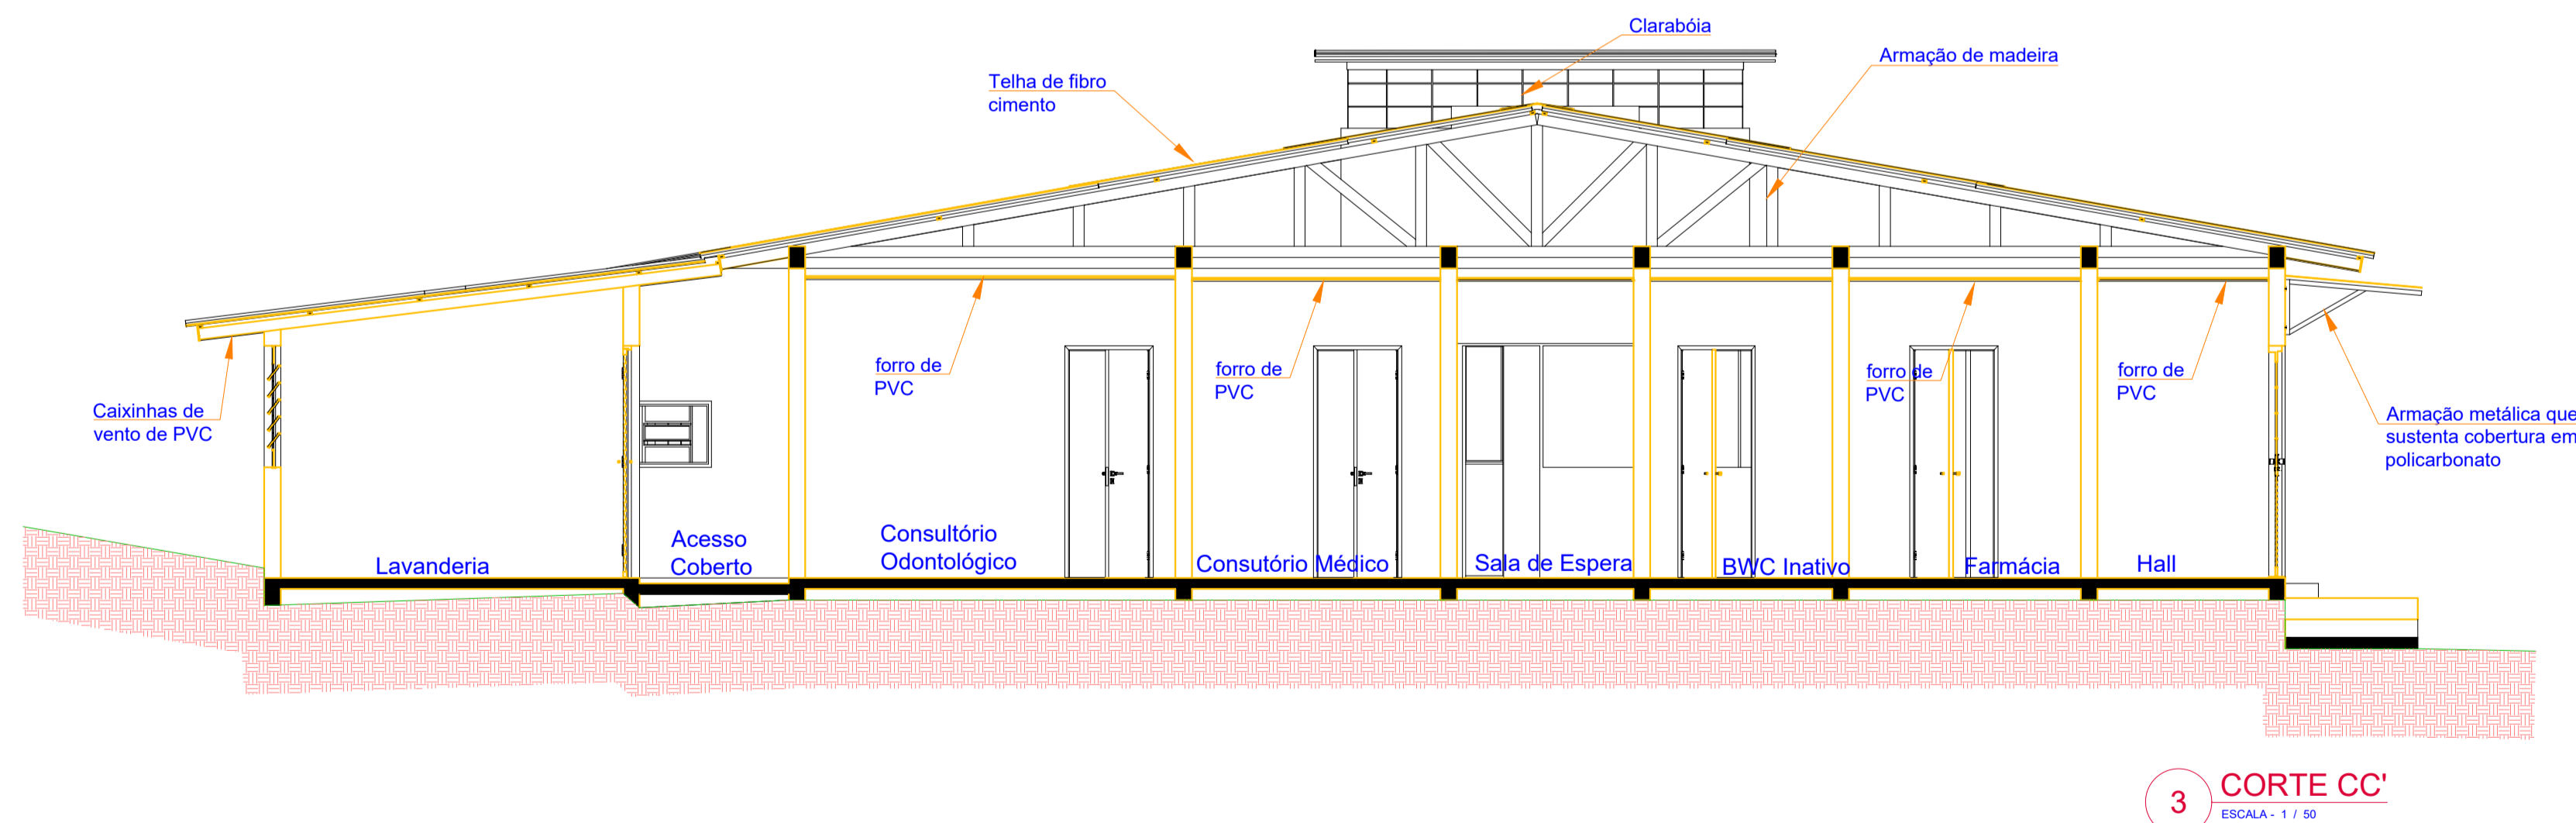 Clarabóia
Armação de madeira
Telha de fibro
cimento
forro de
PVC
forro de
PVC
forro de
PVC
forro de
PVC
Caixinhas de
vento de PVC
Armação metálica que
sustenta cobertura em
policarbonato
Lavanderia
Acesso
Coberto
Consultório
Odontológico
Consutório Médico
Sala de Espera
BWC Inativo
Farmácia
Hall
3
CORTE CC'
ESCALA - 1 / 50